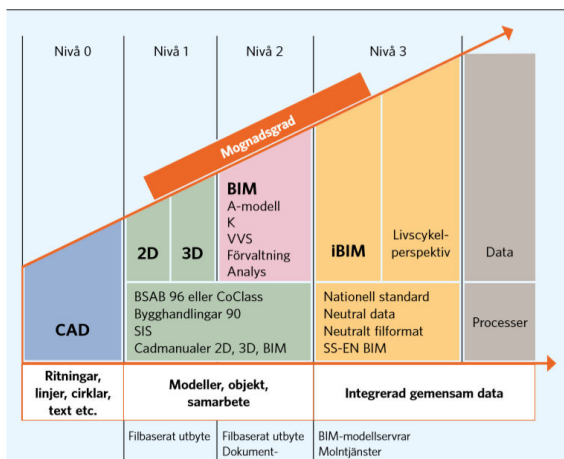 Nivå 0
Nivå 1
Nivå 2
Nivå 3
Mognadsgrad
BIM
A-modell
K
VVS
Förvaltning
Analys
2D
3D
iBIM
Livscykel-
perspektiv
Data
CAD
BSAB 96 eller CoClass
Bygghandlingar 90
SIS
Cadmanualer 2D, 3D, BIM
Nationell standard
Neutral data
Neutralt filformat
SS-EN BIM
Processer
Ritningar,
linjer, cirklar,
text etc.
Modeller, objekt,
samarbete
Integrerad gemensam data
Filbaserat utbyte
Filbaserat utbyte
Dokument-
BIM-modellservrar
Molntjänster